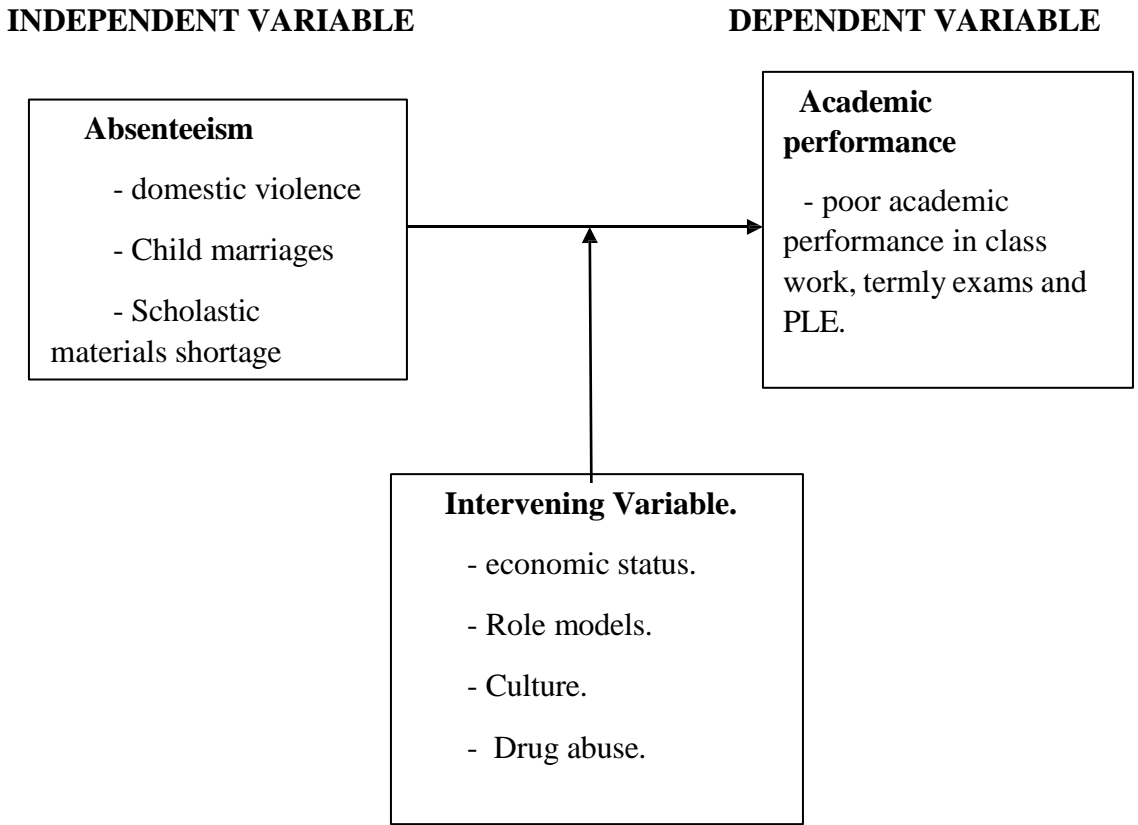 INDEPENDENT VARIABLE
DEPENDENT VARIABLE
Absenteeism
- domestic violence
- Child marriages
- Scholastic
materials shortage
Academic
performance
- poor academic
performance in class
work, termly exams and
PLE.
Intervening Variable.
- economic status.
- Role models.
- Culture.
- Drug abuse.